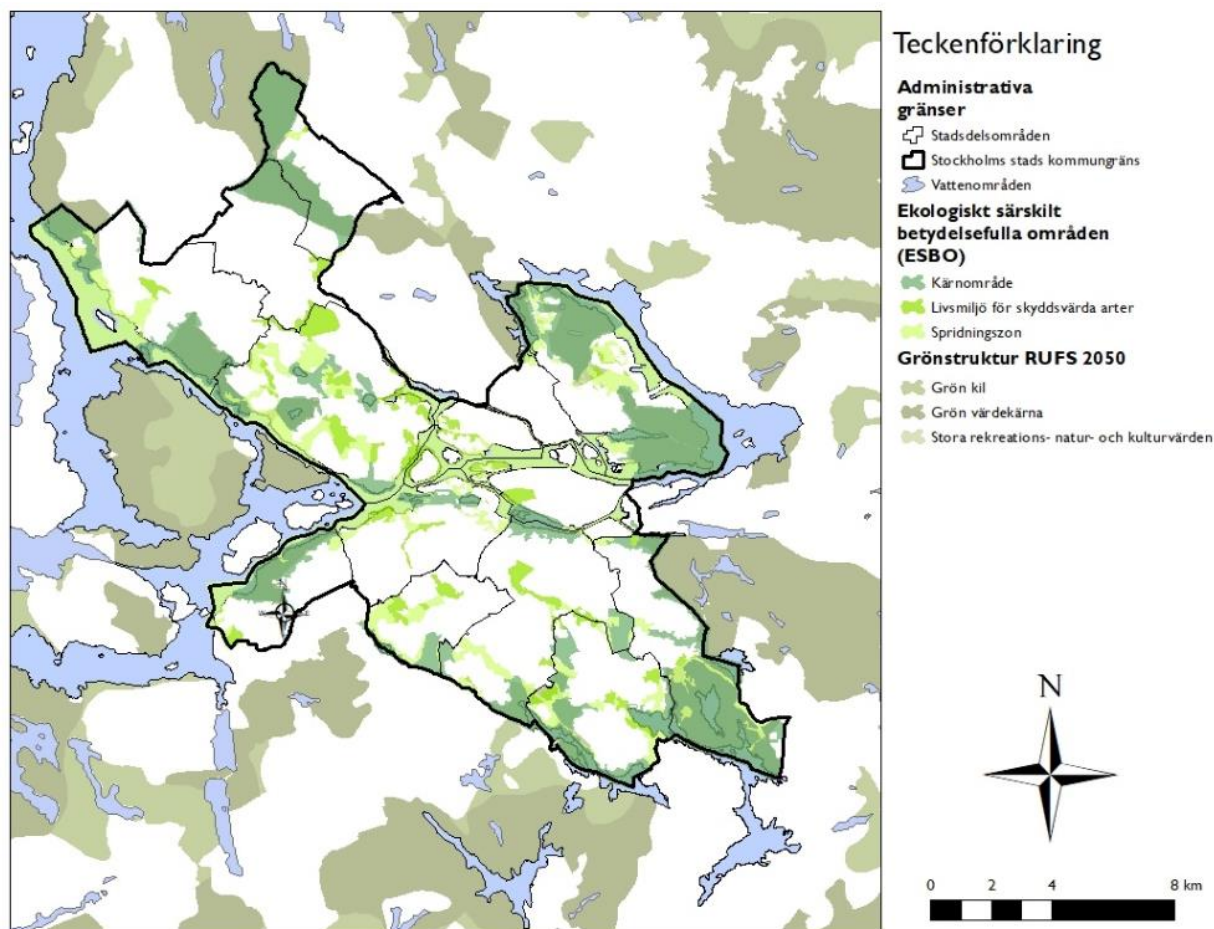 Teckenförklaring
Administrativa
gränser
Stadsdelsområden
Stockholms stads kommungräns
Vattenområden
Ekologiskt särskilt
betydelsefulla områden
(ESBO)
Kärnområde
Livsmiljö för skyddsvärda arter
Spridningszon
Grönstruktur RUFS 2050
Grön kil
Grön värdekärna
Stora rekreations- natur- och kulturvärden
N
0 2 4 8 km